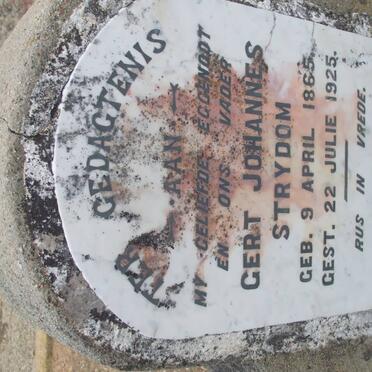 TER GEDAGTENIS
AAN
MY GELIEFDE EGGENOOT
EN ONS VADER
GERT JOHANNES
STRYDOM
GEB. 9 APRIL 1865.
GEST. 22 JULIE 1925.
RUS IN VREDE.